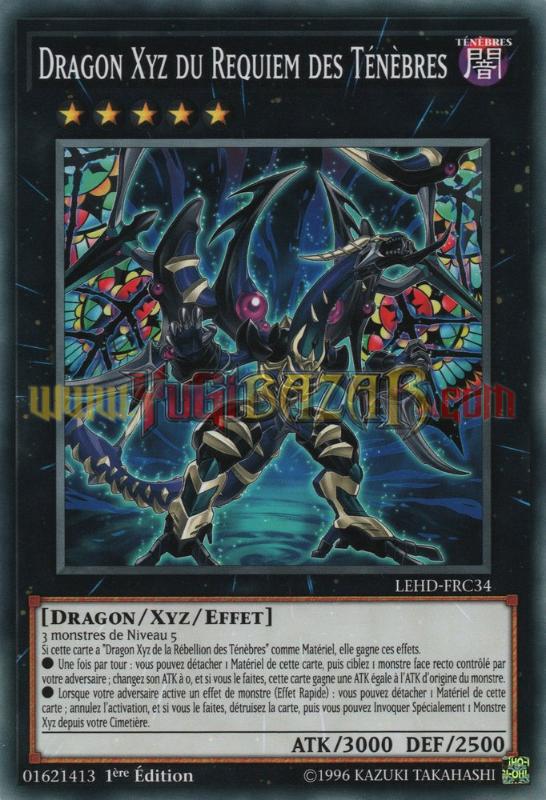 TÉNÈBRES
Dragon Xyz du Requiem des Ténèbres
闇
www.YuGiBAZAR.com
LEHD-FRC34
[Dragon/Xyz/Effet]
3 monstres de Niveau 5
Si cette carte a "Dragon Xyz de la Rébellion des Ténèbres" comme Matériel, elle gagne ces effets.
● Une fois par tour : vous pouvez détacher 1 Matériel de cette carte, puis ciblez 1 monstre face recto contrôlé par
votre adversaire ; changez son ATK à 0, et si vous le faites, cette carte gagne une ATK égale à l'ATK d'origine du monstre.
● Lorsque votre adversaire active un effet de monstre (Effet Rapide) : vous pouvez détacher 1 Matériel de cette
carte ; annulez l'activation, et si vous le faites, détruisez la carte, puis vous pouvez Invoquer Spécialement 1 Monstre
Xyz depuis votre Cimetière.
ATK/3000 DEF/2500
01621413 1ère Édition ©1996 KAZUKI TAKAHASHI